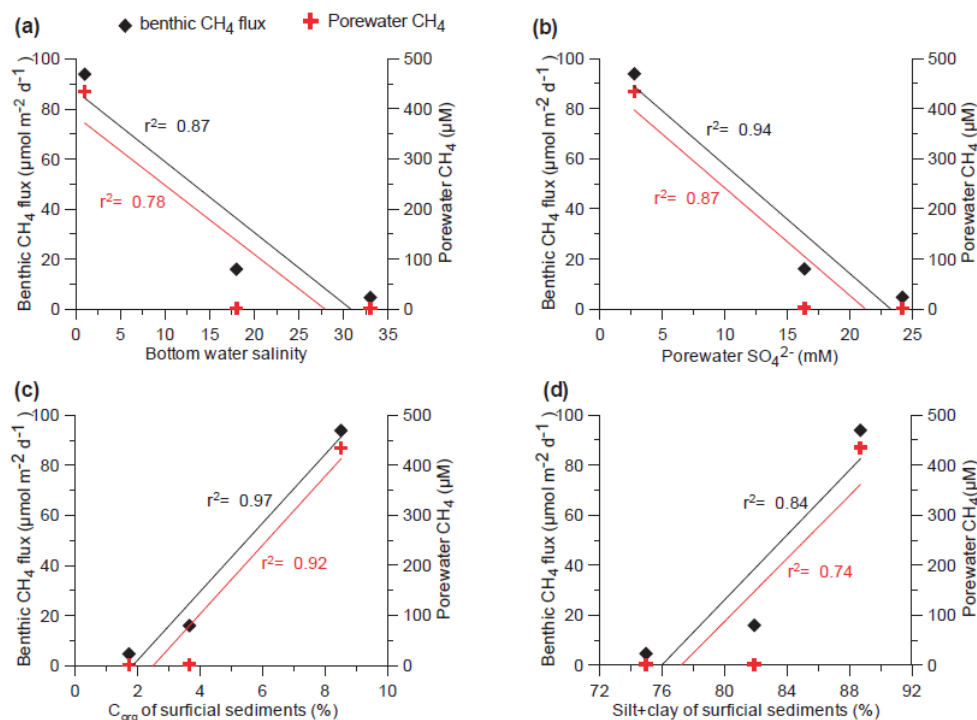 (a) ◆ benthic CH₄ flux ✚ Porewater CH₄ (b)
Benthic CH₄ flux (µmol m⁻² d⁻¹ )
100
80
60
40
20
0
r²= 0.87
r²= 0.78
500
400
300
200
100
0
Porewater CH₄ (µM)
0 5 10 15 20 25 30 35
Bottom water salinity
Benthic CH₄ flux (µmol m⁻² d⁻¹ )
100
80
60
40
20
0
r²= 0.94
r²= 0.87
500
400
300
200
100
0
Porewater CH₄ (µM)
0 5 10 15 20 25
Porewater SO₄²⁻ (mM)
(c)
Benthic CH₄ flux (µmol m⁻² d⁻¹ )
100
80
60
40
20
0
r²= 0.97
r²= 0.92
500
400
300
200
100
0
Porewater CH₄ (µM)
0 2 4 6 8 10
Corg of surficial sediments (%)
(d)
Benthic CH₄ flux (µmol m⁻² d⁻¹ )
100
80
60
40
20
0
r²= 0.84
r²= 0.74
500
400
300
200
100
0
Porewater CH₄(µM)
72 76 80 84 88 92
Silt+clay of surficial sediments (%)